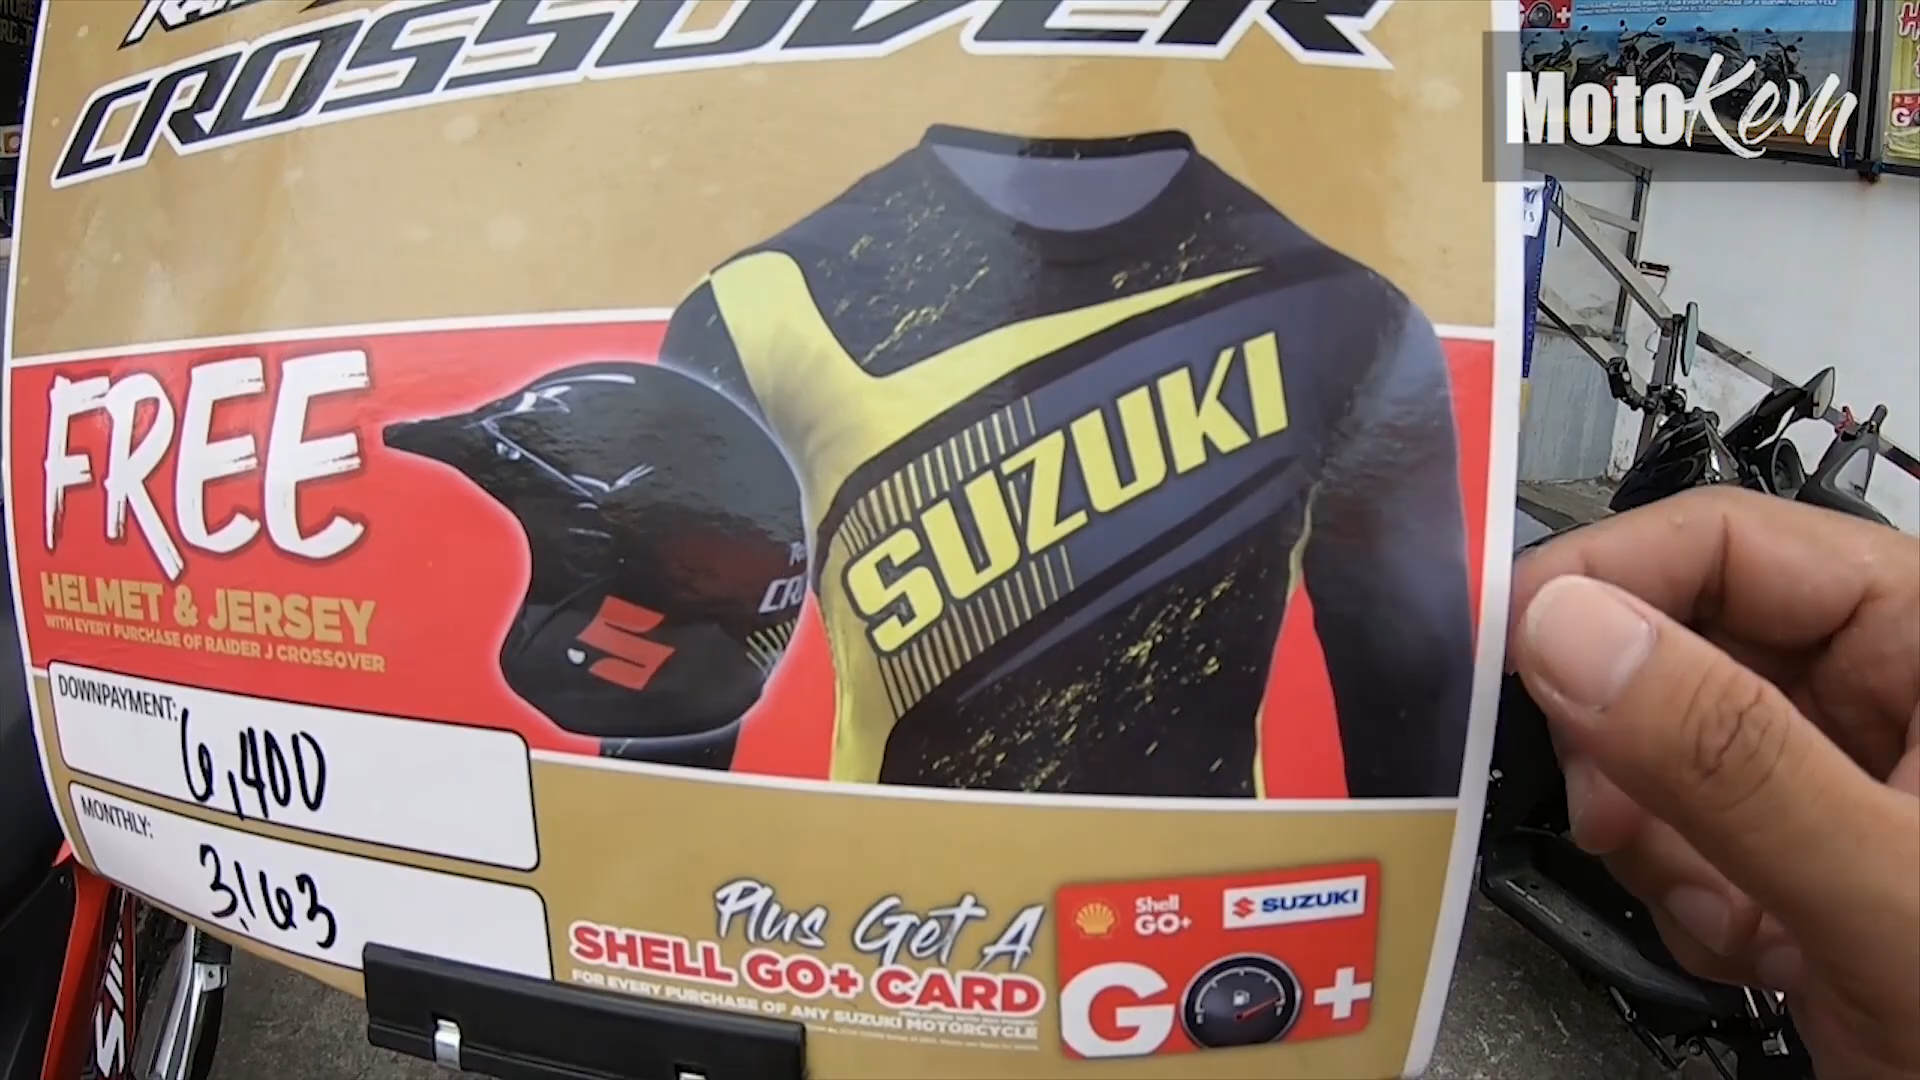 CROSSOVER
MotoKem
FREE
HELMET & JERSEY
WITH EVERY PURCHASE OF RAIDER J CROSSOVER
SUZUKI
DOWNPAYMENT:
6,400
MONTHLY:
3,163
Plus Get A
SHELL GO+ CARD
FOR EVERY PURCHASE OF ANY SUZUKI MOTORCYCLE
Shell
GO+
SUZUKI
GO+